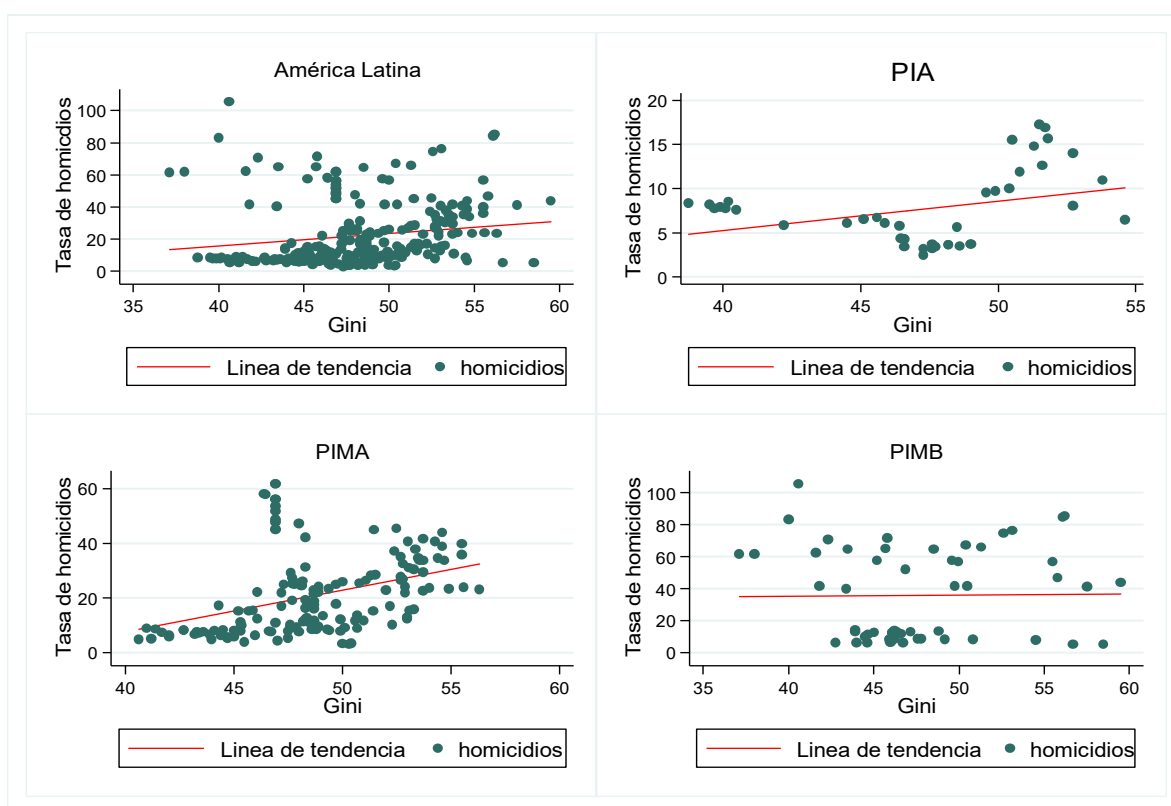 América Latina
Tasa de homicdios
100
80
60
40
20
0
35 40 45 50 55 60
Gini
Linea de tendencia homicidios
PIA
Tasa de homicidios
20
15
10
5
0
40 45 50 55
Gini
Linea de tendencia homicidios
PIMA
Tasa de homicidios
60
40
20
0
40 45 50 55 60
Gini
Linea de tendencia homicidios
PIMB
Tasa de homicidios
100
80
60
40
20
0
35 40 45 50 55 60
Gini
Linea de tendencia homicidios